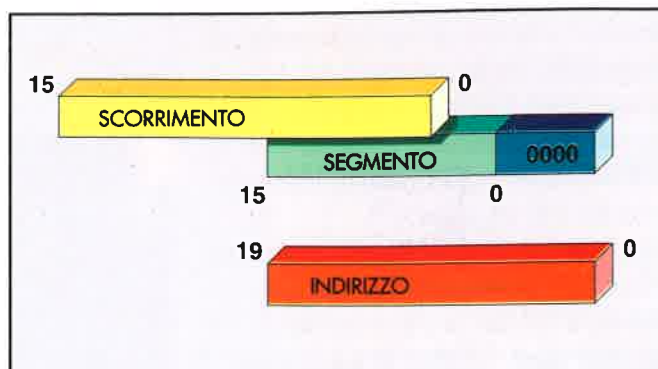 15 0
SCORRIMENTO
SEGMENTO 0000
15 0
19 0
INDIRIZZO